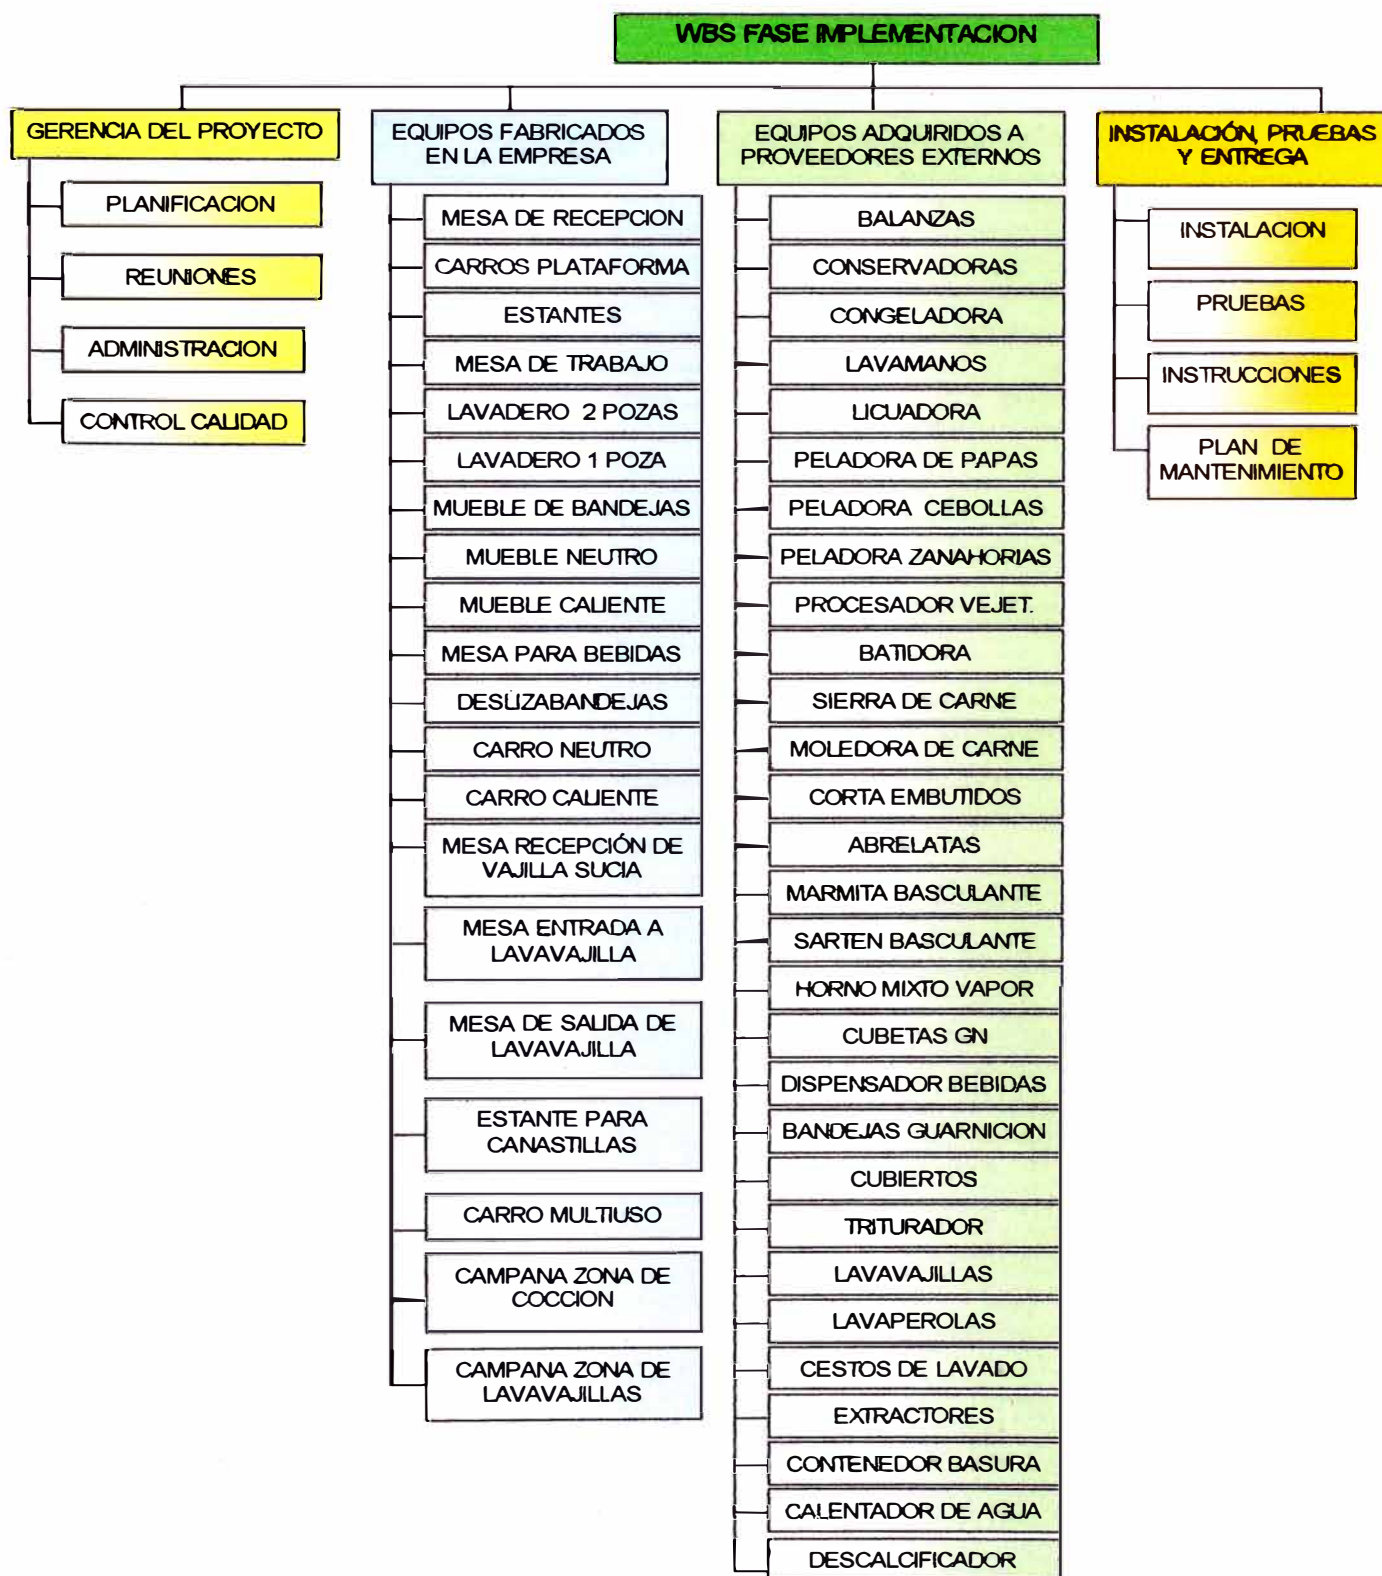 WBS FASE IMPLEMENTACION
GERENCIA DEL PROYECTO
PLANIFICACION
REUNIONES
ADMINISTRACION
CONTROL CALIDAD
EQUIPOS FABRICADOS
EN LA EMPRESA
MESA DE RECEPCION
CARROS PLATAFORMA
ESTANTES
MESA DE TRABAJO
LAVADERO 2 POZAS
LAVADERO 1 POZA
MUEBLE DE BANDEJAS
MUEBLE NEUTRO
MUEBLE CALIENTE
MESA PARA BEBIDAS
DESLIZABANDEJAS
CARRO NEUTRO
CARRO CALIENTE
MESA RECEPCIÓN DE
VAJILLA SUCIA
MESA ENTRADA A
LAVAVAJILLA
MESA DE SALIDA DE
LAVAVAJILLA
ESTANTE PARA
CANASTILLAS
CARRO MULTIUSO
CAMPANA ZONA DE
COCCION
CAMPANA ZONA DE
LAVAVAJILLAS
EQUIPOS ADQUIRIDOS A
PROVEEDORES EXTERNOS
BALANZAS
CONSERVADORAS
CONGELADORA
LAVAMANOS
LICUADORA
PELADORA DE PAPAS
PELADORA CEBOLLAS
PELADORA ZANAHORIAS
PROCESADOR VEJET.
BATIDORA
SIERRA DE CARNE
MOLEDORA DE CARNE
CORTA EMBUTIDOS
ABRELATAS
MARMITA BASCULANTE
SARTEN BASCULANTE
HORNO MIXTO VAPOR
CUBETAS GN
DISPENSADOR BEBIDAS
BANDEJAS GUARNICION
CUBIERTOS
TRITURADOR
LAVAVAJILLAS
LAVAPEROLAS
CESTOS DE LAVADO
EXTRACTORES
CONTENEDOR BASURA
CALENTADOR DE AGUA
DESCALCIFICADOR
INSTALACIÓN, PRUEBAS
Y ENTREGA
INSTALACION
PRUEBAS
INSTRUCCIONES
PLAN DE
MANTENIMIENTO